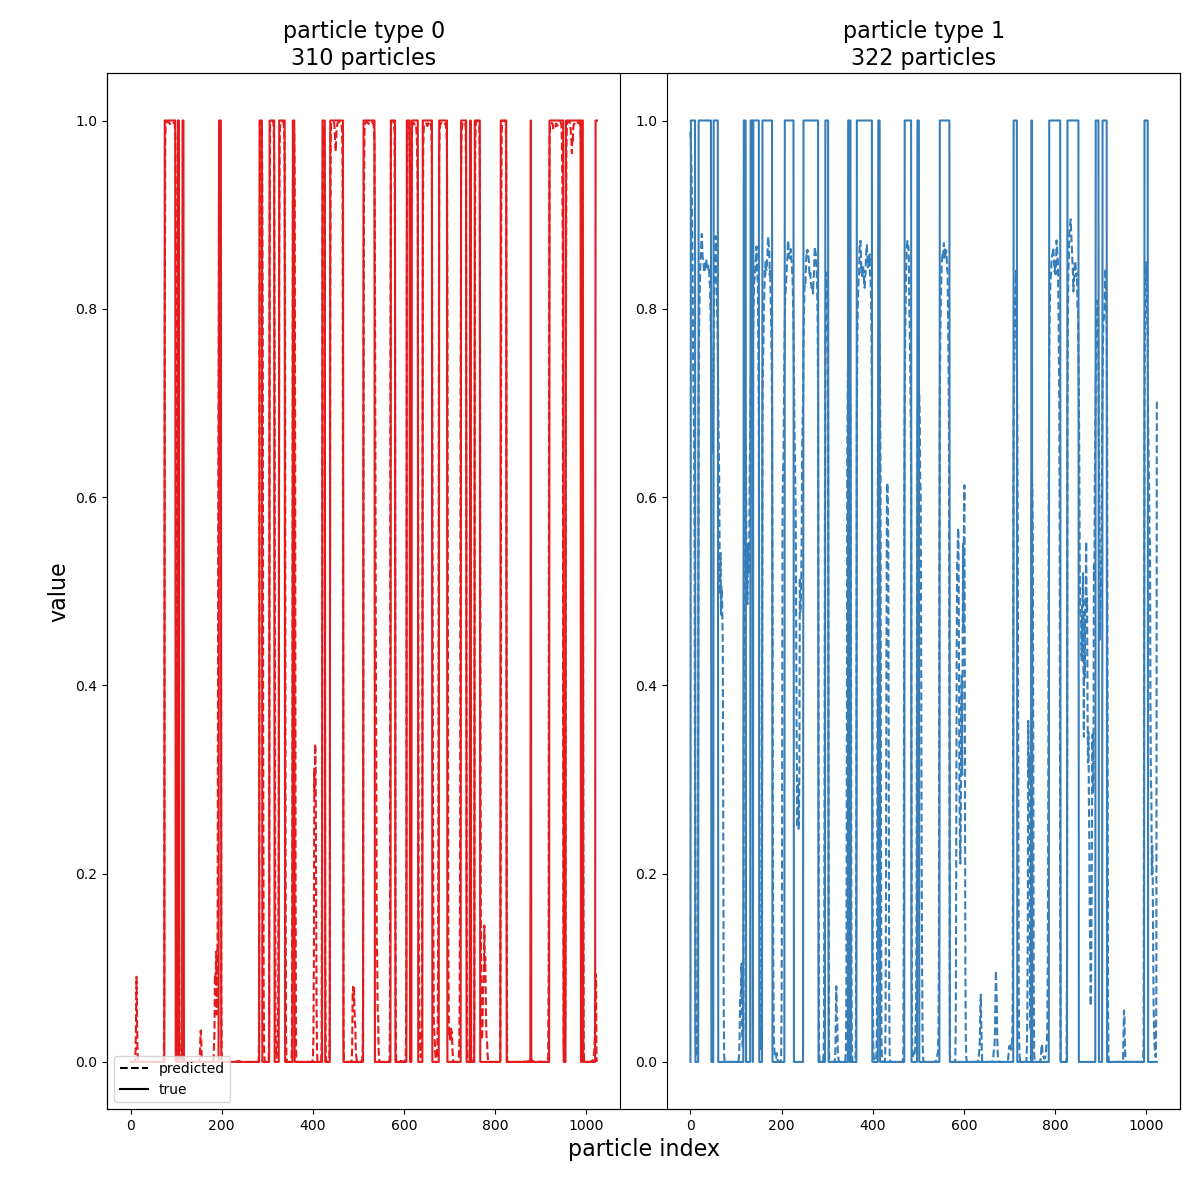 particle type 0
310 particles
particle type 1
322 particles
value
1.0
0.8
0.6
0.4
0.2
0.0
1.0
0.8
0.6
0.4
0.2
0.0
predicted
true
0 200 400 600 800 1000
0 200 400 600 800 1000
particle index